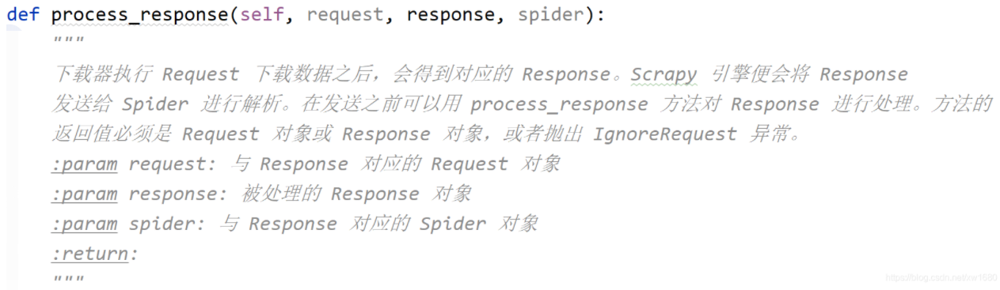 def process_response(self, request, response, spider):
"""
下载器执行 Request 下载数据之后，会得到对应的 Response。Scrapy 引擎便会将 Response
发送给 Spider 进行解析。在发送之前可以用 process_response 方法对 Response 进行处理。方法的
返回值必须是 Request 对象或 Response 对象，或者抛出 IgnoreRequest 异常。
:param request: 与 Response 对应的 Request 对象
:param response: 被处理的 Response 对象
:param spider: 与 Response 对应的 Spider 对象
:return:
"""